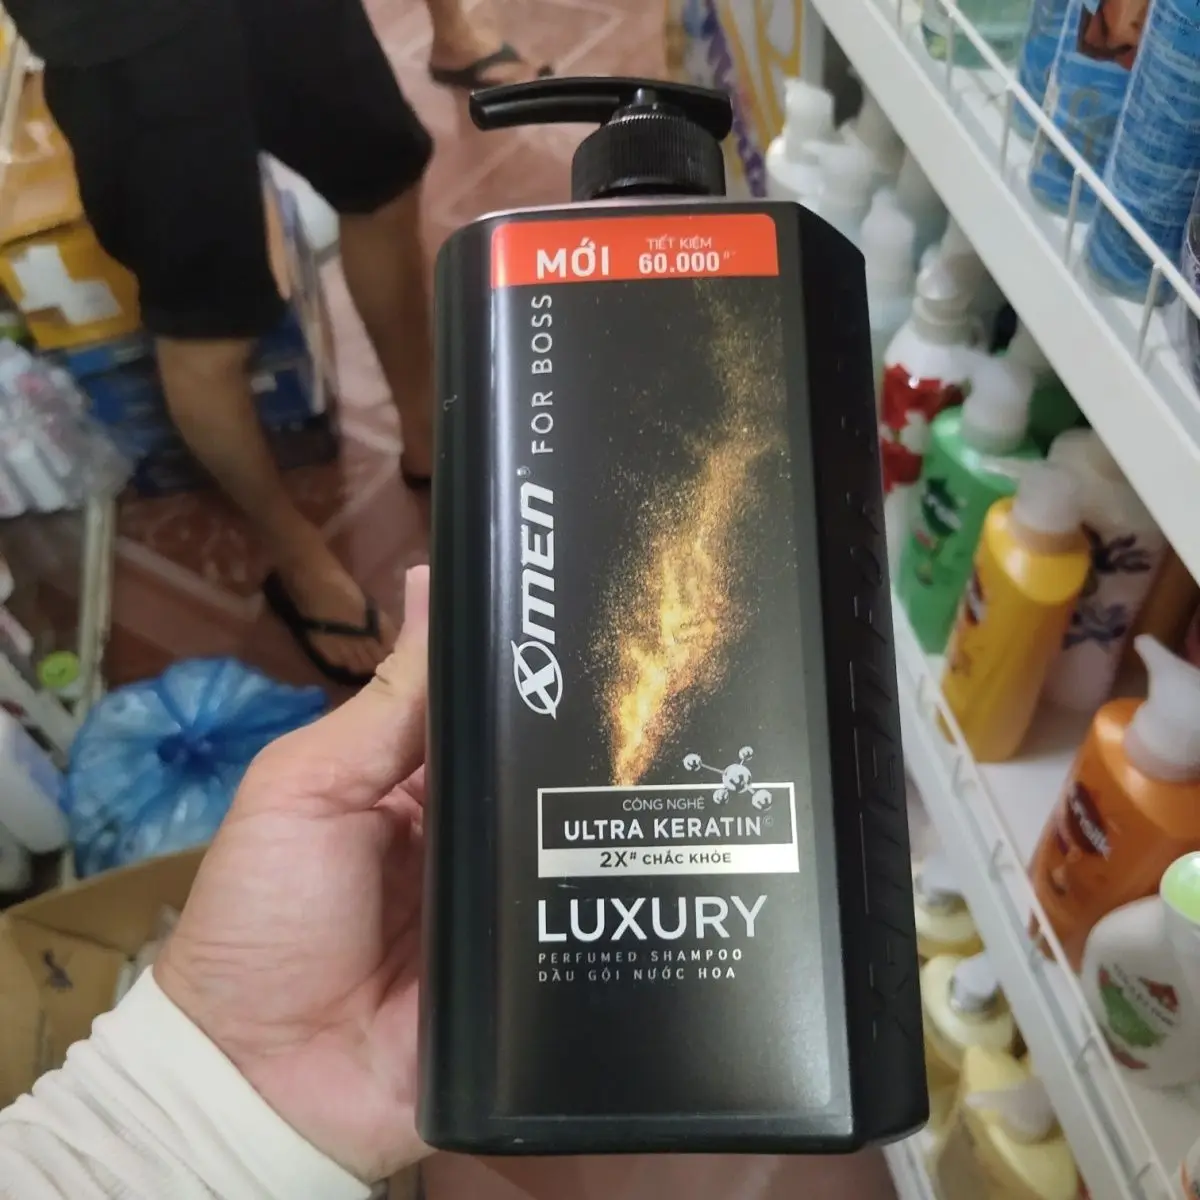 MỚI
TIẾT KIỆM
60.000đ
Xmen® FOR BOSS
CÔNG NGHỆ
ULTRA KERATIN©
2X# CHẮC KHỎE
LUXURY
PERFUMED SHAMPOO
DẦU GỘI NƯỚC HOA